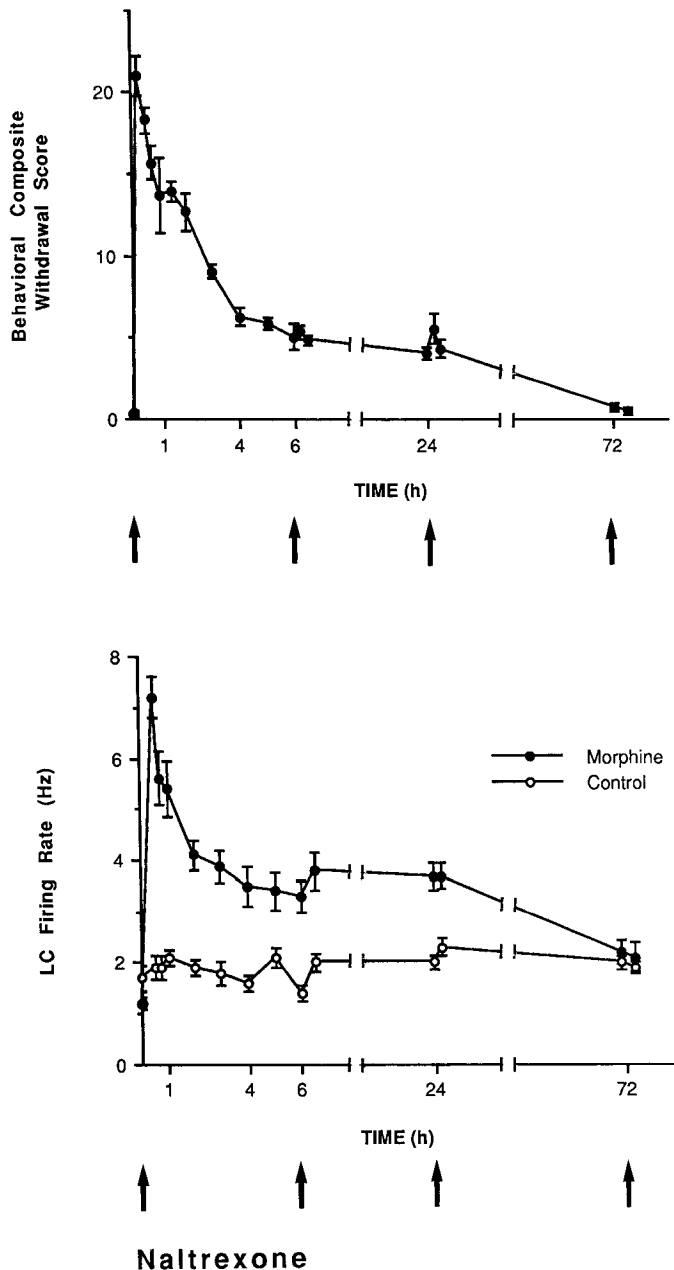 Behavioral Composite
Withdrawal Score
20
10
0
1 4 6 24 72
TIME (h)
LC Firing Rate (Hz)
8
6
4
2
0
Morphine
Control
1 4 6 24 72
TIME (h)
Naltrexone